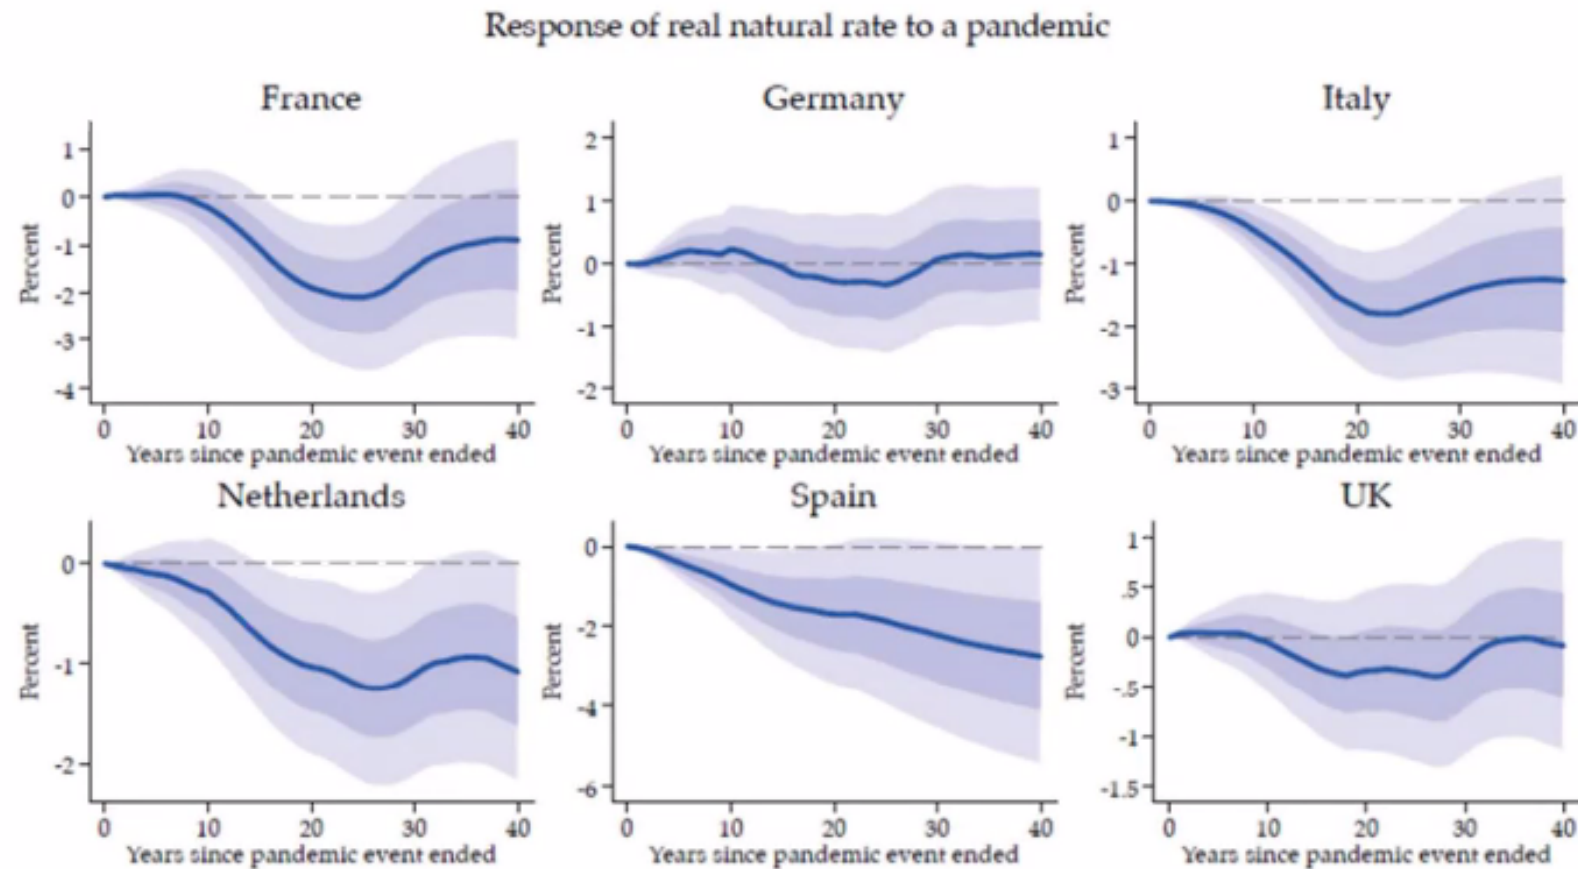 Response of real natural rate to a pandemic
France
Percent
1
0
-1
-2
-3
-4
0 10 20 30 40
Years since pandemic event ended
Germany
Percent
2
1
0
-1
-2
0 10 20 30 40
Years since pandemic event ended
Italy
Percent
1
0
-1
-2
-3
0 10 20 30 40
Years since pandemic event ended
Netherlands
Percent
0
-1
-2
0 10 20 30 40
Years since pandemic event ended
Spain
Percent
0
-2
-4
-6
0 10 20 30 40
Years since pandemic event ended
UK
Percent
1
.5
0
-.5
-1
-1.5
0 10 20 30 40
Years since pandemic event ended